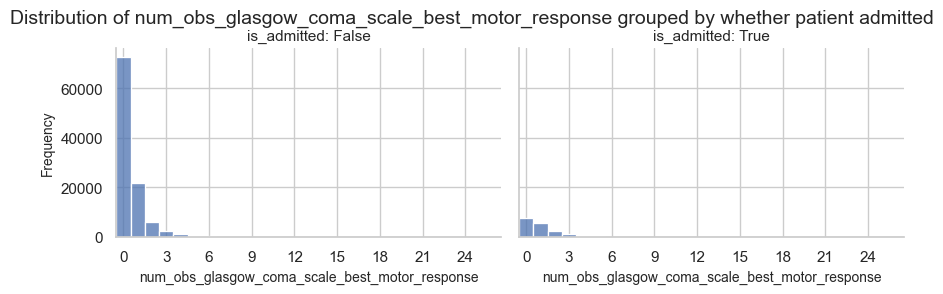 Distribution of num_obs_glasgow_coma_scale_best_motor_response grouped by whether patient admitted
is_admitted: False
is_admitted: True
60000
40000
20000
0
Frequency
0 3 6 9 12 15 18 21 24
0 3 6 9 12 15 18 21 24
num_obs_glasgow_coma_scale_best_motor_response
num_obs_glasgow_coma_scale_best_motor_response